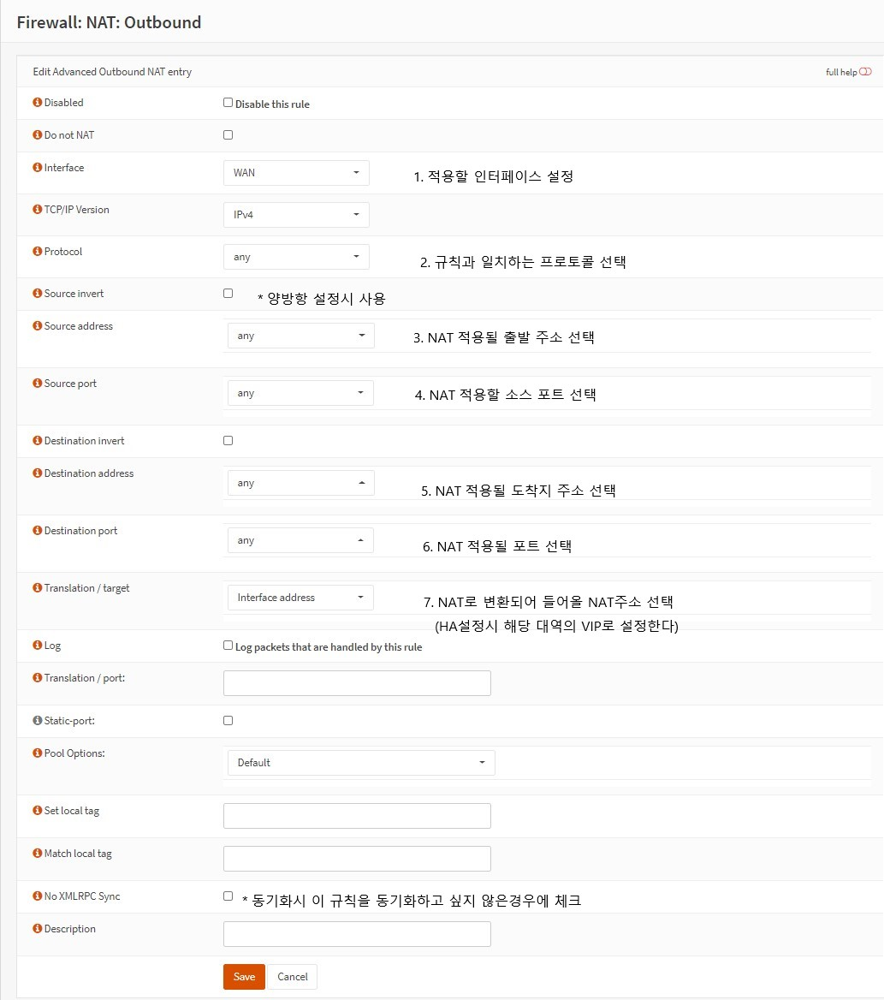 Firewall: NAT: Outbound
Edit Advanced Outbound NAT entry full help
Disabled Disable this rule
Do not NAT
Interface WAN 1. 적용할 인터페이스 설정
TCP/IP Version IPv4
Protocol any 2. 규칙과 일치하는 프로토콜 선택
Source invert * 양방항 설정시 사용
Source address any 3. NAT 적용될 출발 주소 선택
Source port any 4. NAT 적용할 소스 포트 선택
Destination invert
Destination address any 5. NAT 적용될 도착지 주소 선택
Destination port any 6. NAT 적용될 포트 선택
Translation / target Interface address 7. NAT로 변환되어 들어올 NAT주소 선택
(HA설정시 해당 대역의 VIP로 설정한다)
Log Log packets that are handled by this rule
Translation / port:
Static-port:
Pool Options: Default
Set local tag
Match local tag
No XMLRPC Sync * 동기화시 이 규칙을 동기화하고 싶지 않은경우에 체크
Description
Save Cancel